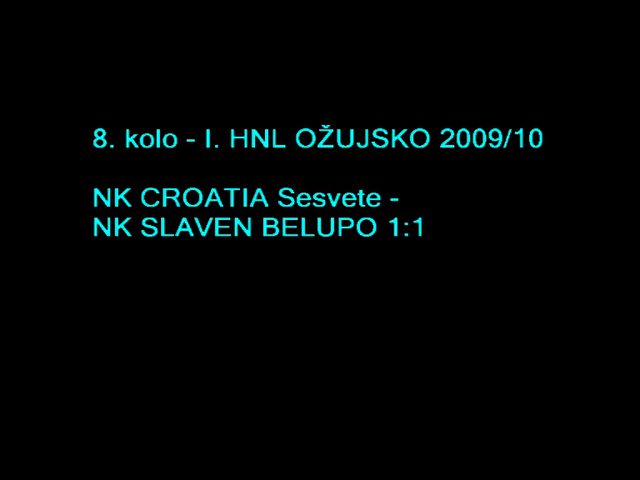 8. kolo - I. HNL OŽUJSKO 2009/10
NK CROATIA Sesvete -
NK SLAVEN BELUPO 1:1